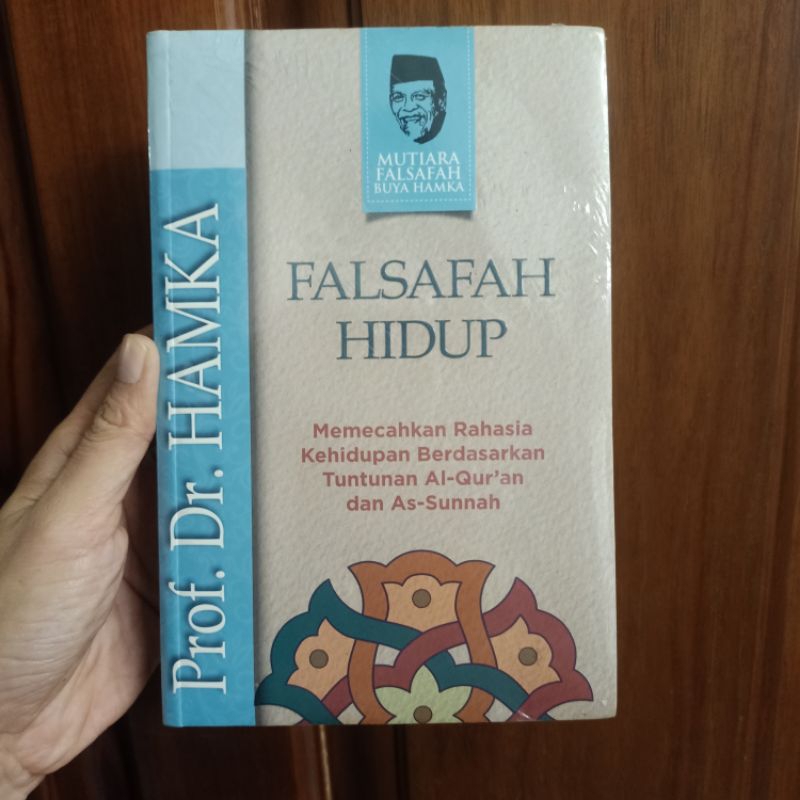 Prof. Dr. HAMKA
MUTIARA
FALSAFAH
BUYA HAMKA
FALSAFAH
HIDUP
Memecahkan Rahasia
Kehidupan Berdasarkan
Tuntunan Al-Qur'an
dan As-Sunnah